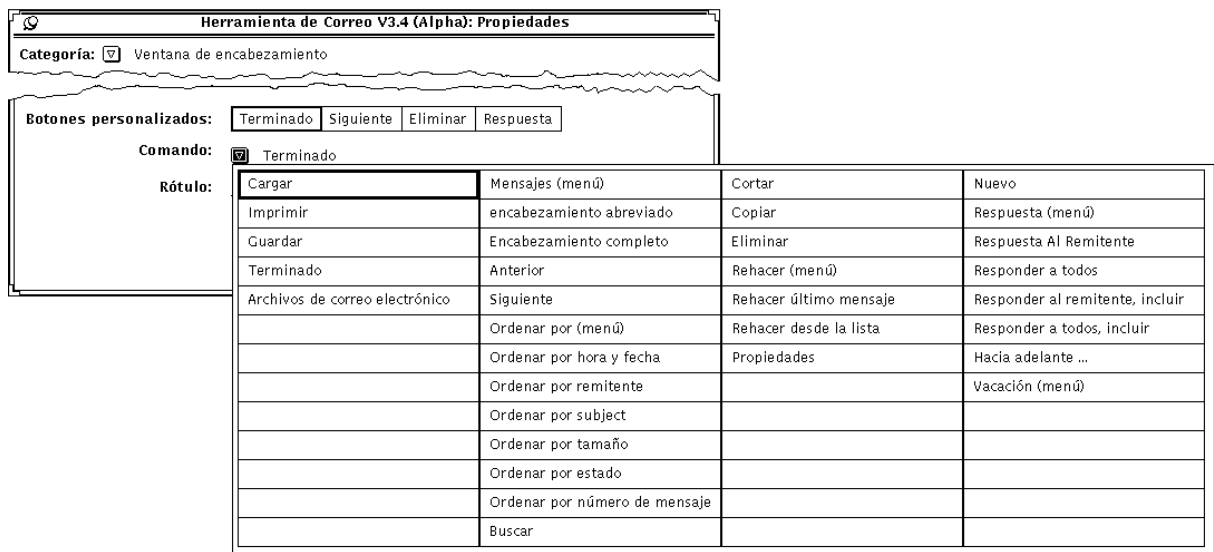 Herramienta de Correo V3.4 (Alpha): Propiedades
Categoría: Ventana de encabezamiento
Botones personalizados: Terminado Siguiente Eliminar Respuesta
Comando: Terminado
Rótulo:
Cargar Mensajes (menú) Cortar Nuevo
Imprimir encabezamiento abreviado Copiar Respuesta (menú)
Guardar Encabezamiento completo Eliminar Respuesta Al Remitente
Terminado Anterior Rehacer (menú) Responder a todos
Archivos de correo electrónico Siguiente Rehacer último mensaje Responder al remitente, incluir
Ordenar por (menú) Rehacer desde la lista Responder a todos, incluir
Ordenar por hora y fecha Propiedades Hacia adelante ...
Ordenar por remitente Vacación (menú)
Ordenar por subject
Ordenar por tamaño
Ordenar por estado
Ordenar por número de mensaje
Buscar